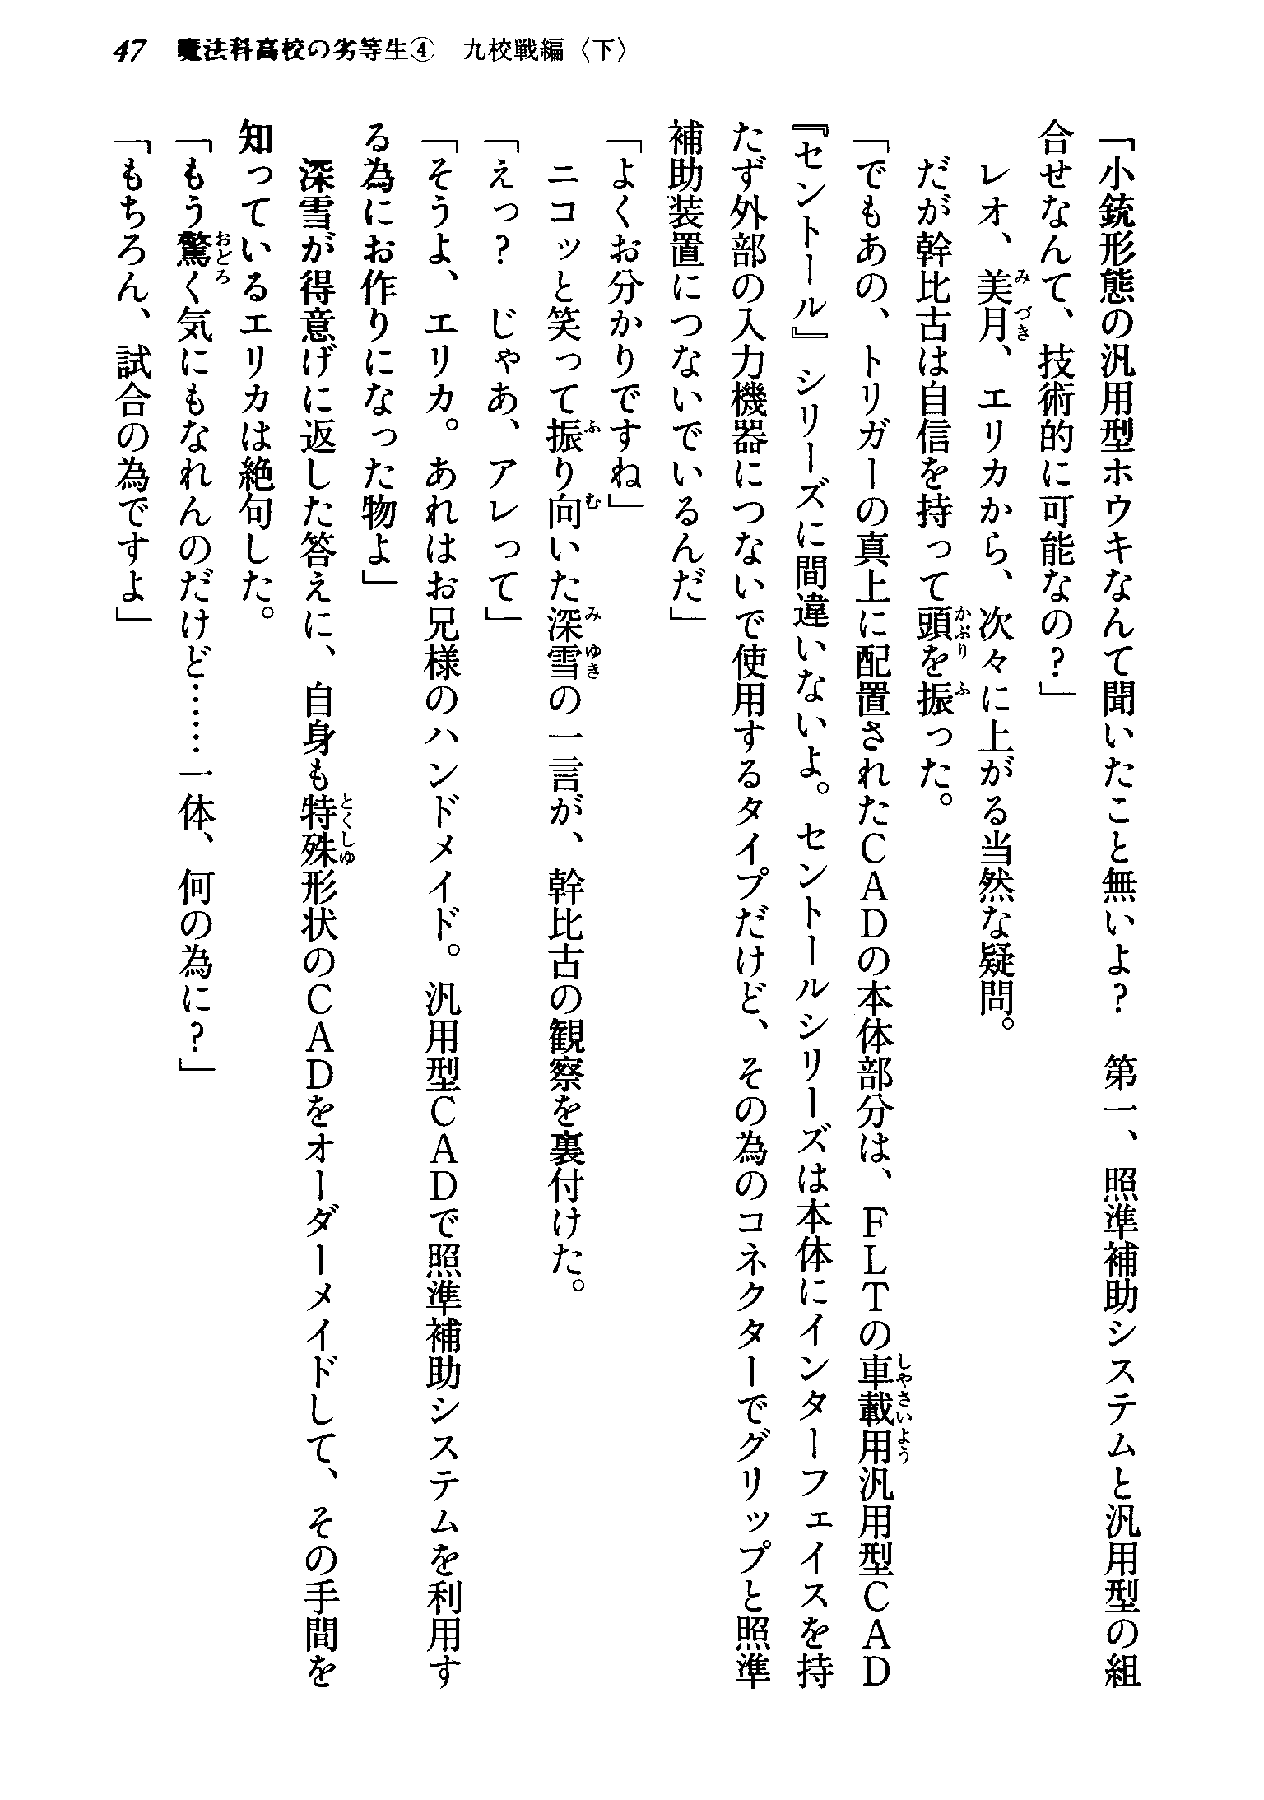 47 魔法科高校の劣等生④ 九校戦編〈下〉
「小銃形態の汎用型ホウキなんて聞いたこと無いよ？ 第一、照準補助システムと汎用型の組
合せなんて、技術的に可能なの？」
レオ、美月、エリカから、次々に上がる当然な疑問。
だが幹比古は自信を持って頭を振った。
「でもあの、トリガーの真上に配置されたＣＡＤの本体部分は、ＦＬＴの車載用汎用型ＣＡＤ
『セントール』シリーズに間違いないよ。セントールシリーズは本体にインターフェイスを持
たず外部の入力機器につないで使用するタイプだけど、その為のコネクターでグリップと照準
補助装置につないでいるんだ」
「よくお分かりですね」
ニコッと笑って振り向いた深雪の一言が、幹比古の観察を裏付けた。
「えっ？ じゃあ、アレって」
「そうよ、エリカ。あれはお兄様のハンドメイド。汎用型ＣＡＤで照準補助システムを利用す
る為にお作りになった物よ」
深雪が得意げに返した答えに、自身も特殊形状のＣＡＤをオーダーメイドして、その手間を
知っているエリカは絶句した。
「もう驚く気にもなれんのだけど……一体、何の為に？」
「もちろん、試合の為ですよ」